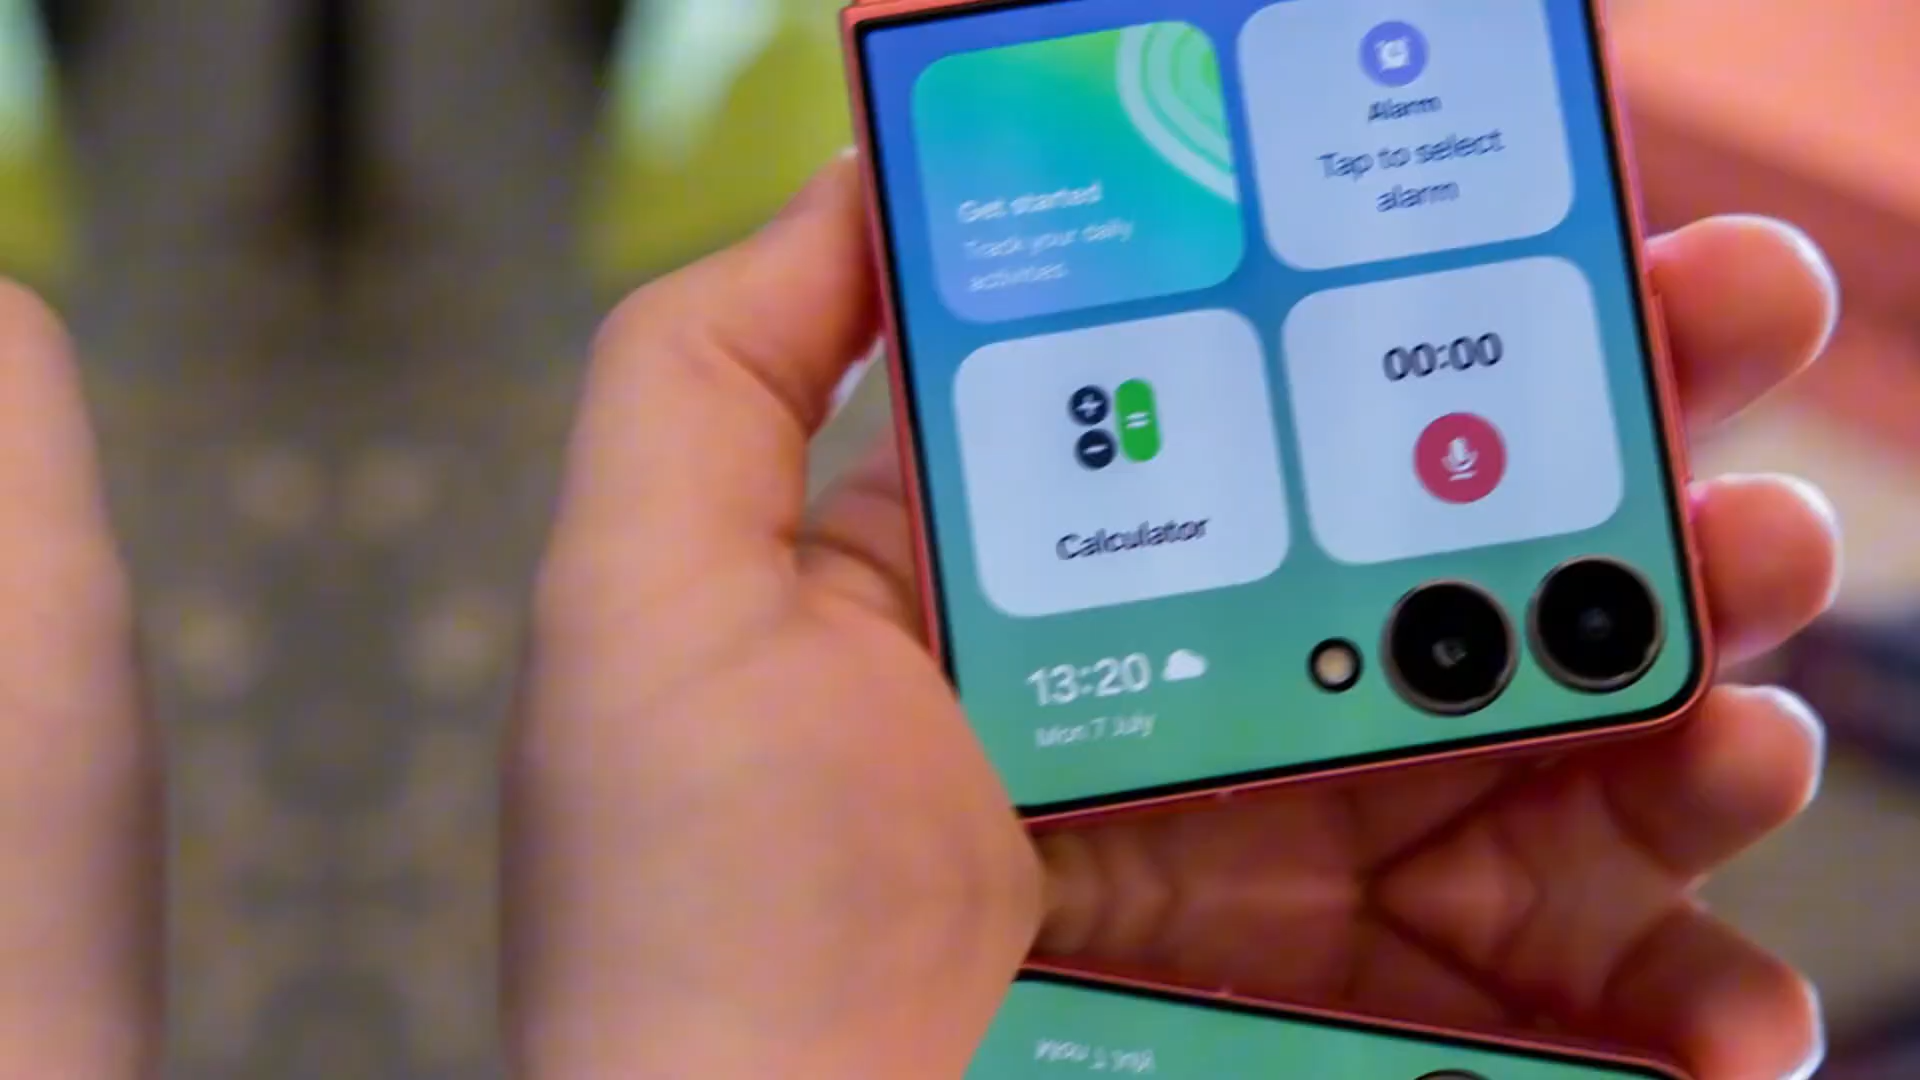 Alarm
Tap to select
alarm
Get started
Track your daily
activities
00:00
Calculator
13:20
Mon 7 July